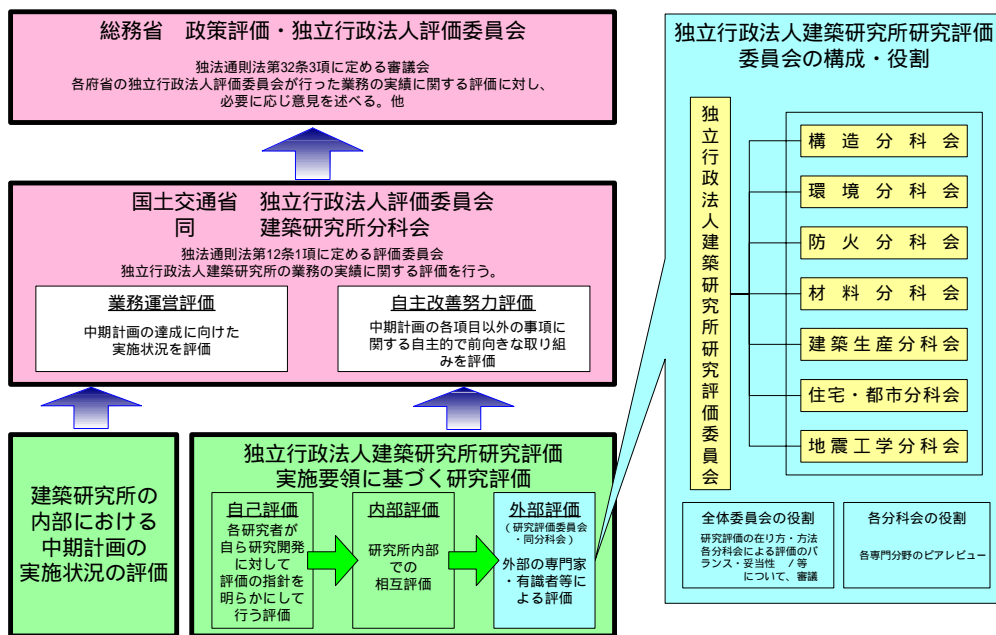 総務省　政策評価・独立行政法人評価委員会
独法通則法第32条3項に定める審議会
各府省の独立行政法人評価委員会が行った業務の実績に関する評価に対し、
必要に応じ意見を述べる。他
国土交通省　独立行政法人評価委員会
同　　　建築研究所分科会
独法通則法第12条1項に定める評価委員会
独立行政法人建築研究所の業務の実績に関する評価を行う。
業務運営評価
中期計画の達成に向けた
実施状況を評価
自主改善努力評価
中期計画の各項目以外の事項に
関する自主的で前向きな取り組
みを評価
建築研究所の
内部における
中期計画の
実施状況の評価
独立行政法人建築研究所研究評価
実施要領に基づく研究評価
自己評価
各研究者が
自ら研究開発
に対して
評価の指針を
明らかにして
行う評価
内部評価
研究所内部
での
相互評価
外部評価
(研究評価委員会
・同分科会)
外部の専門家
・有識者等に
よる評価
独立行政法人建築研究所研究評価
委員会の構成・役割
独立行政法人建築研究所研究評価委員会
構造分科会
環境分科会
防火分科会
材料分科会
建築生産分科会
住宅・都市分科会
地震工学分科会
全体委員会の役割
研究評価の在り方・方法
各分科会による評価のバ
ランス・妥当性　/ 等
について、審議
各分科会の役割
各専門分野のピアレビュー